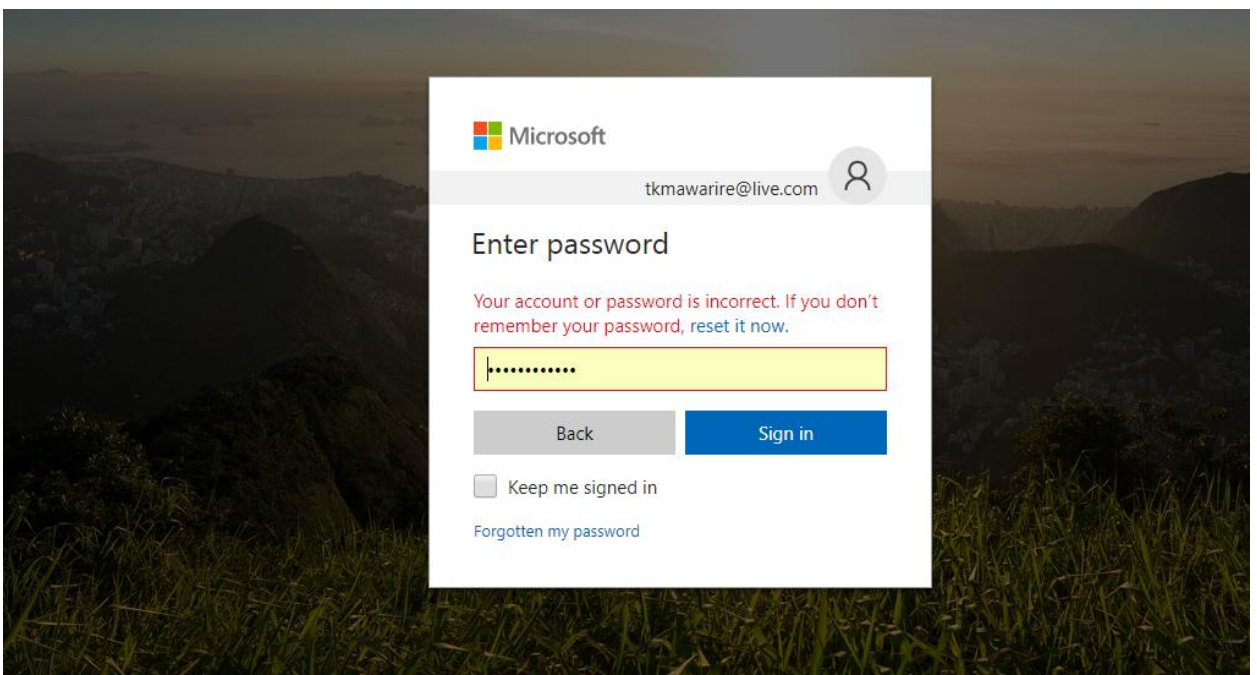 Microsoft
tkmawarire@live.com
Enter password
Your account or password is incorrect. If you don't
remember your password, reset it now.
••••••••••••
Back Sign in
Keep me signed in
Forgotten my password